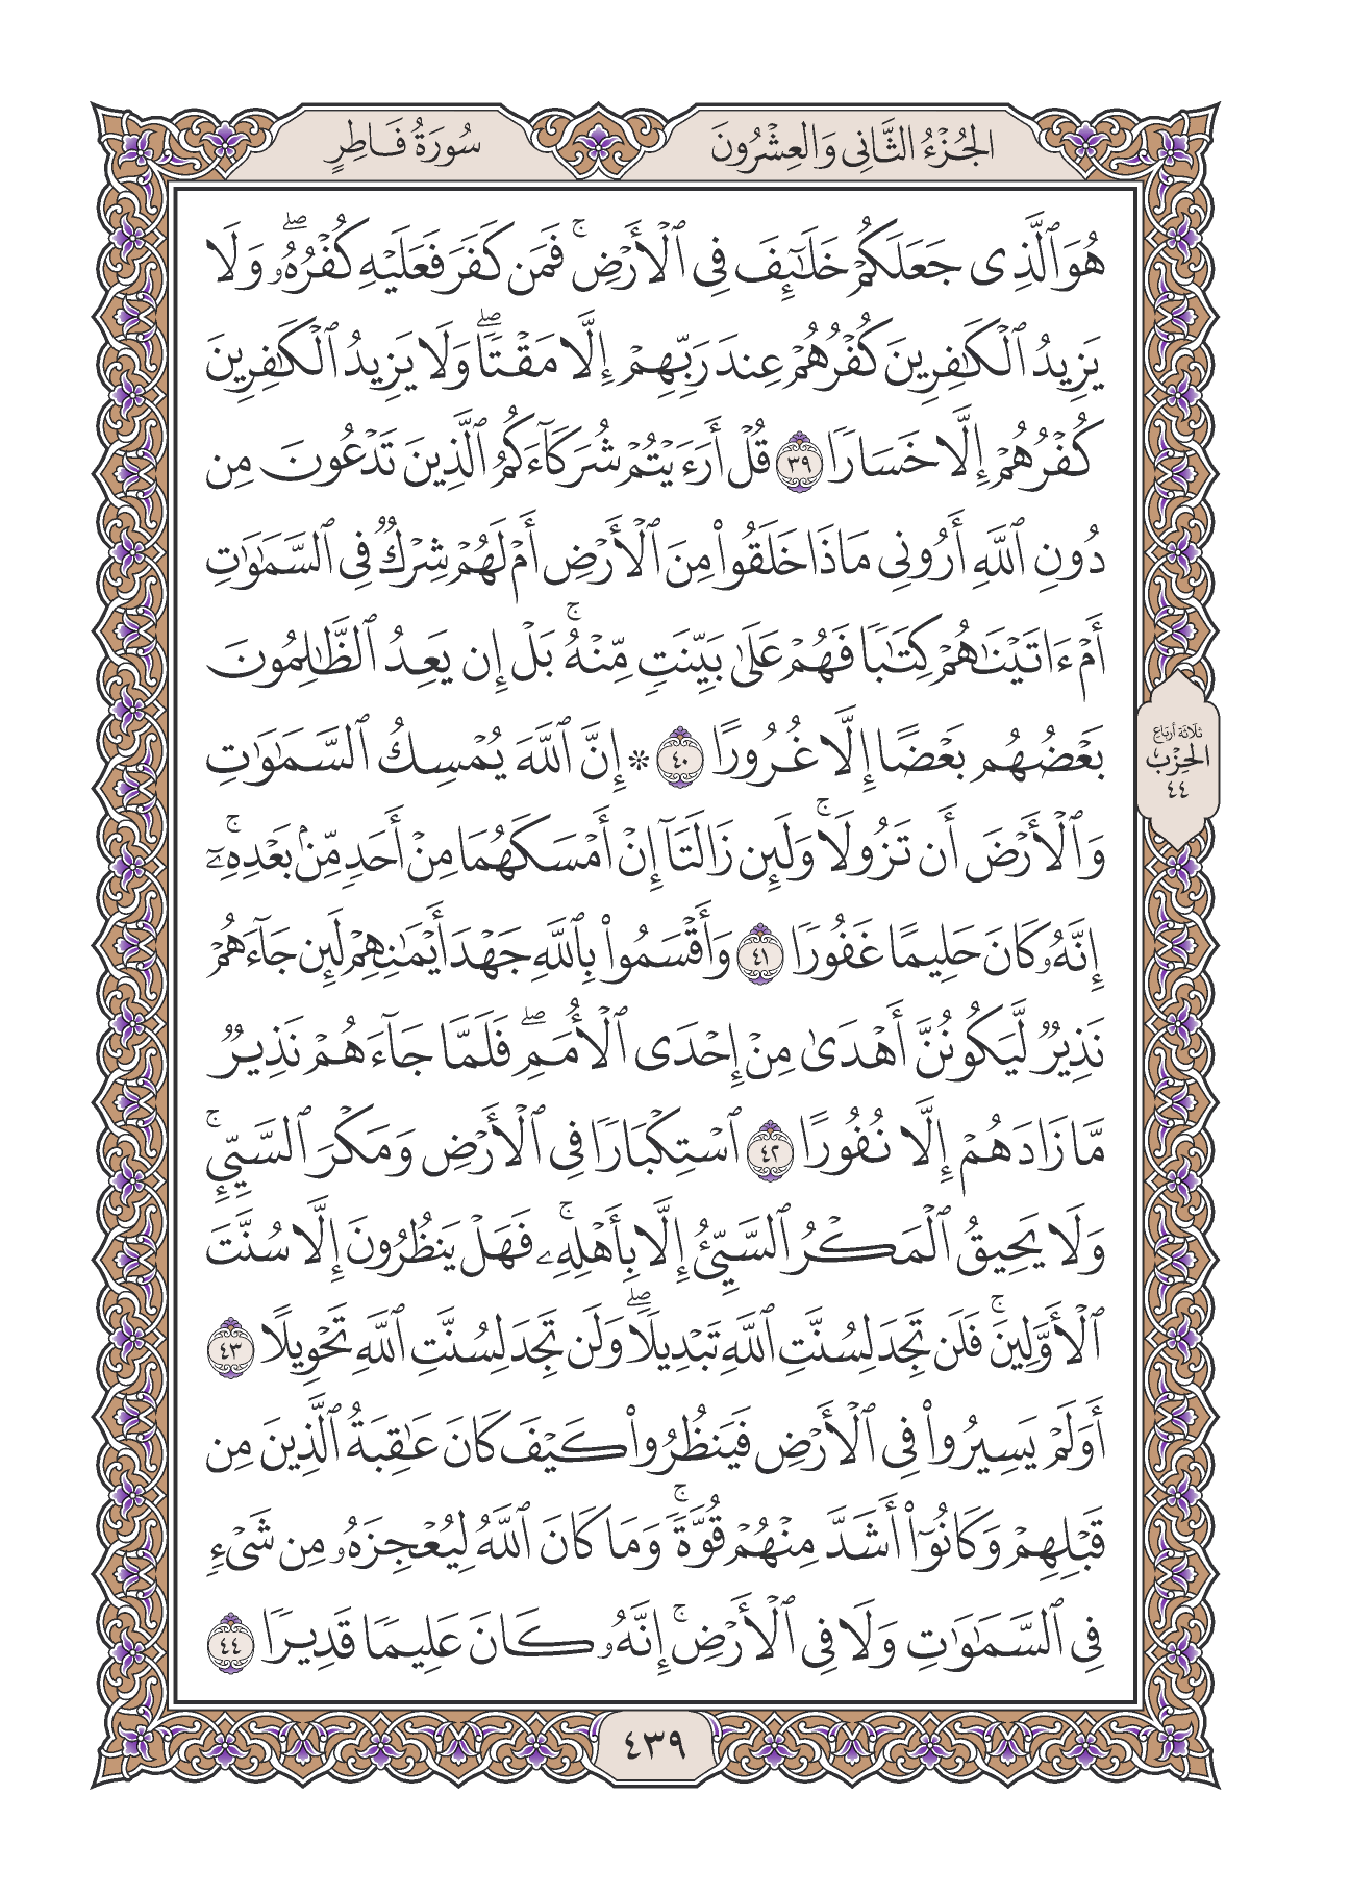 الجُزْءُ الثَّانِي وَالعِشْرُونَ
سُورَةُ فَاطِرٍ
هُوَ ٱلَّذِى جَعَلَكُمْ خَلَٰٓئِفَ فِى ٱلْأَرْضِ ۚ فَمَن كَفَرَ فَعَلَيْهِ كُفْرُهُۥ ۖ وَلَا
يَزِيدُ ٱلْكَٰفِرِينَ كُفْرُهُمْ عِندَ رَبِّهِمْ إِلَّا مَقْتًا ۖ وَلَا يَزِيدُ ٱلْكَٰفِرِينَ
كُفْرُهُمْ إِلَّا خَسَارًا ٣٩ قُلْ أَرَءَيْتُمْ شُرَكَآءَكُمُ ٱلَّذِينَ تَدْعُونَ مِن
دُونِ ٱللَّهِ أَرُونِى مَاذَا خَلَقُوا۟ مِنَ ٱلْأَرْضِ أَمْ لَهُمْ شِرْكٌ فِى ٱلسَّمَٰوَٰتِ
أَمْ ءَاتَيْنَٰهُمْ كِتَٰبًا فَهُمْ عَلَىٰ بَيِّنَتٍ مِّنْهُ ۚ بَلْ إِن يَعِدُ ٱلظَّٰلِمُونَ
بَعْضُهُم بَعْضًا إِلَّا غُرُورًا ٤٠ ۞ إِنَّ ٱللَّهَ يُمْسِكُ ٱلسَّمَٰوَٰتِ
وَٱلْأَرْضَ أَن تَزُولَا ۚ وَلَئِن زَالَتَآ إِنْ أَمْسَكَهُمَا مِنْ أَحَدٍ مِّنۢ بَعْدِهِۦٓ ۚ
إِنَّهُۥ كَانَ حَلِيمًا غَفُورًا ٤١ وَأَقْسَمُوا۟ بِٱللَّهِ جَهْدَ أَيْمَٰنِهِمْ لَئِن جَآءَهُمْ
نَذِيرٌ لَّيَكُونُنَّ أَهْدَىٰ مِنْ إِحْدَى ٱلْأُمَمِ ۖ فَلَمَّا جَآءَهُمْ نَذِيرٌ
مَّا زَادَهُمْ إِلَّا نُفُورًا ٤٢ ٱسْتِكْبَارًا فِى ٱلْأَرْضِ وَمَكْرَ ٱلسَّيِّئِ ۚ
وَلَا يَحِيقُ ٱلْمَكْرُ ٱلسَّيِّئُ إِلَّا بِأَهْلِهِۦ ۚ فَهَلْ يَنظُرُونَ إِلَّا سُنَّتَ
ٱلْأَوَّلِينَ ۚ فَلَن تَجِدَ لِسُنَّتِ ٱللَّهِ تَبْدِيلًا ۖ وَلَن تَجِدَ لِسُنَّتِ ٱللَّهِ تَحْوِيلًا ٤٣
أَوَلَمْ يَسِيرُوا۟ فِى ٱلْأَرْضِ فَيَنظُرُوا۟ كَيْفَ كَانَ عَٰقِبَةُ ٱلَّذِينَ مِن
قَبْلِهِمْ وَكَانُوٓا۟ أَشَدَّ مِنْهُمْ قُوَّةً ۚ وَمَا كَانَ ٱللَّهُ لِيُعْجِزَهُۥ مِن شَىْءٍ
فِى ٱلسَّمَٰوَٰتِ وَلَا فِى ٱلْأَرْضِ ۚ إِنَّهُۥ كَانَ عَلِيمًا قَدِيرًا ٤٤
ثلاثة أرباع
الحِزْبِ
٤٤
٤٣٩